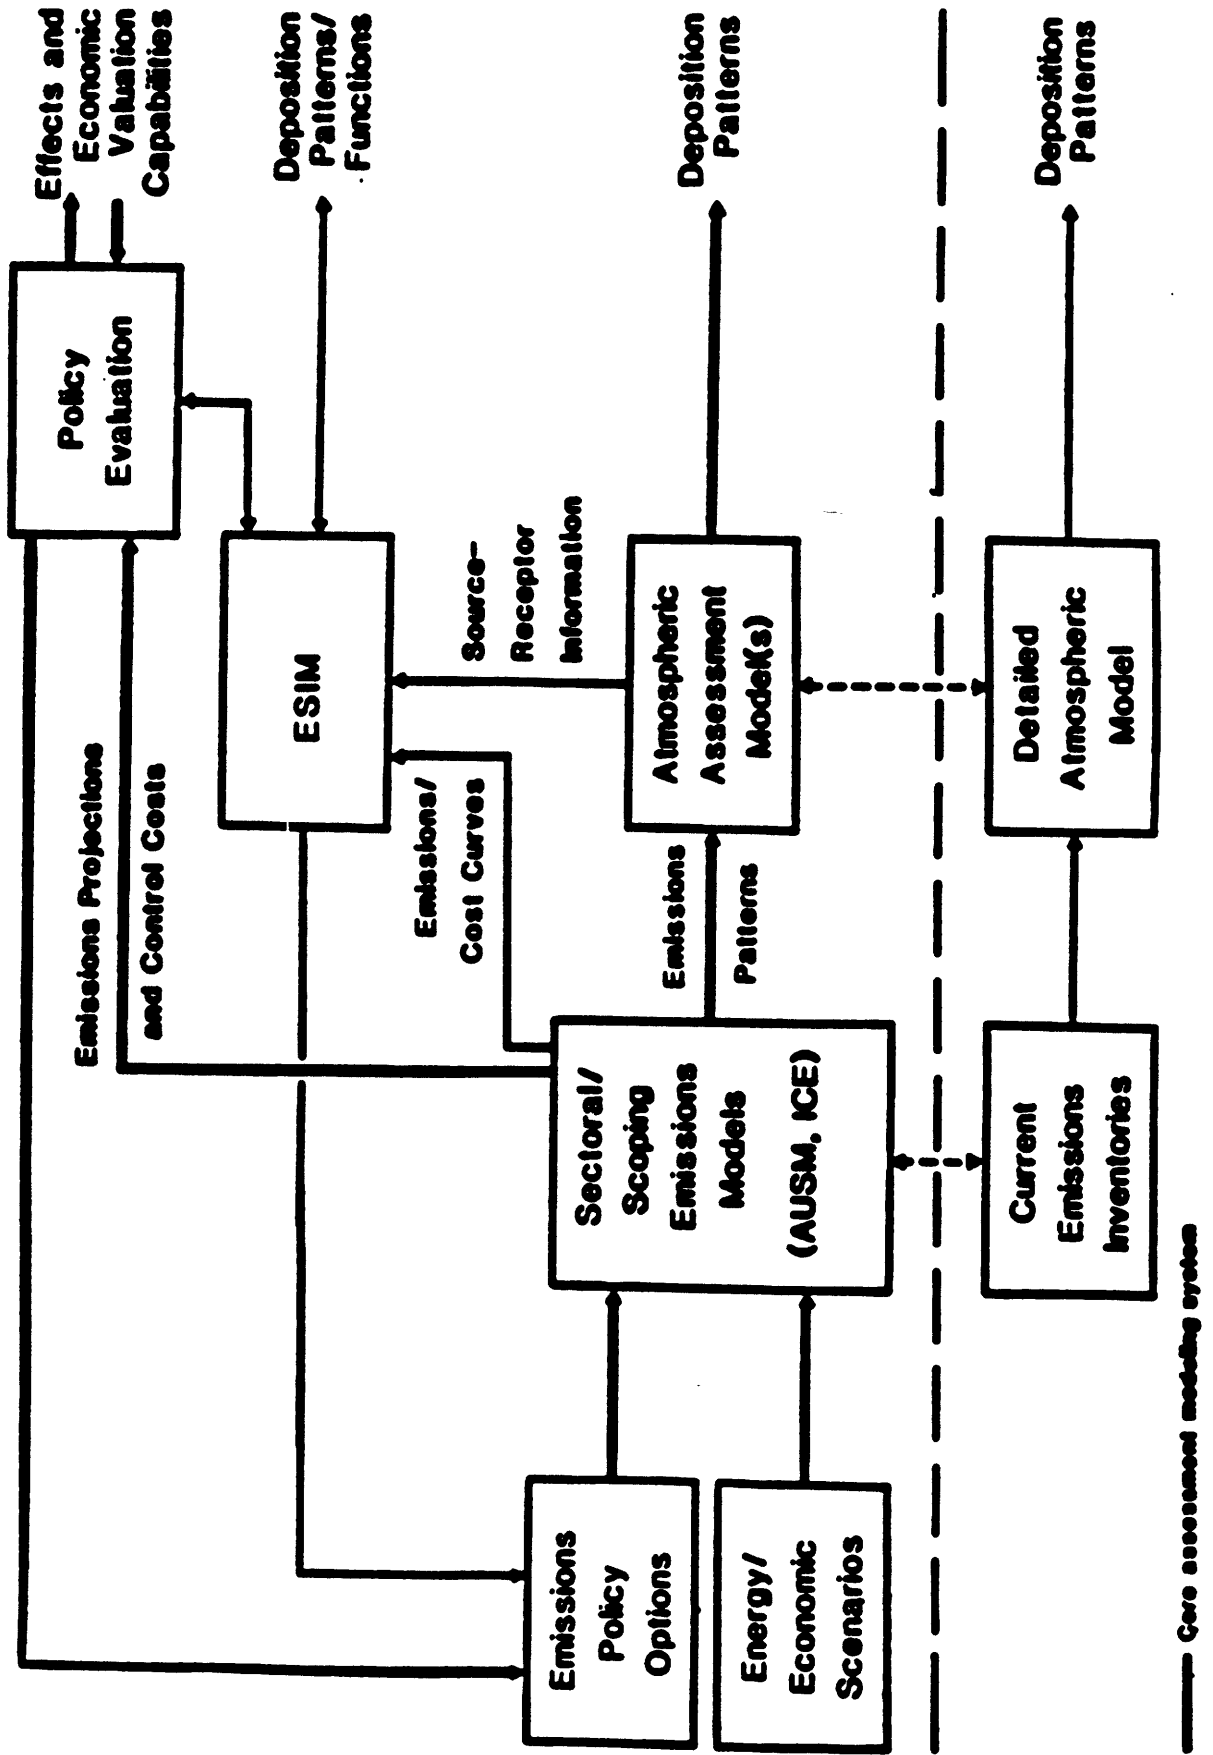 Effects and
Economic
Valuation
Capabilities
Policy
Evaluation
Deposition
Patterns/
Functions
Emissions Projections
and Control Costs
ESIM
Emissions/
Cost Curves
Source-
Receptor
Information
Emissions
Policy
Options
Energy/
Economic
Scenarios
Sectoral/
Scoping
Emissions
Models
(AUSM, ICE)
Emissions
Patterns
Atmospheric
Assessment
Model(s)
Deposition
Patterns
Current
Emissions
Inventories
Detailed
Atmospheric
Model
Deposition
Patterns
Core assessment modeling system